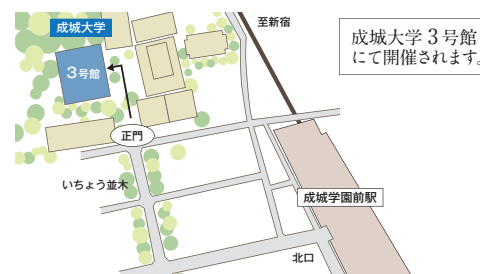 成城大学
至新宿
成城大学3号館
にて開催されます。
3号館
正門
いちょう並木
成城学園前駅
北口